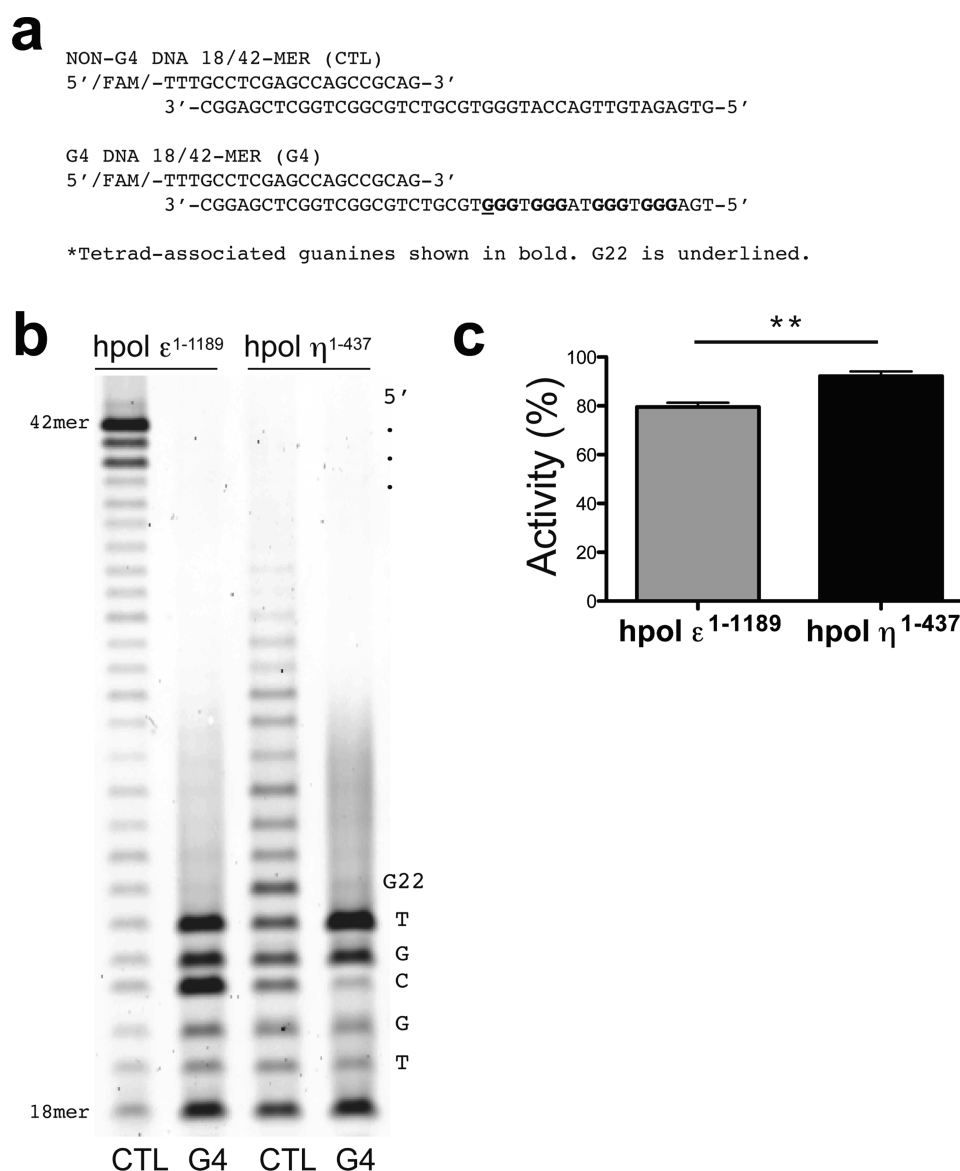 a
NON-G4 DNA 18/42-MER (CTL)
5'/FAM/-TTTGCCTCGAGCCAGCCGCAG-3'
3'-CGGAGCTCGGTCGGCGTCTGCGTGGGTACCAGTTGTAGAGTG-5'
G4 DNA 18/42-MER (G4)
5'/FAM/-TTTGCCTCGAGCCAGCCGCAG-3'
3'-CGGAGCTCGGTCGGCGTCTGCGTGGGTGGGATGGGTGGGAGT-5'
*Tetrad-associated guanines shown in bold. G22 is underlined.
b
hpol ε1-1189 hpol η1-437
5'
42mer
G22
T
G
C
G
T
18mer
CTL G4 CTL G4
c
**
Activity (%)
100
80
60
40
20
0
hpol ε1-1189 hpol η1-437